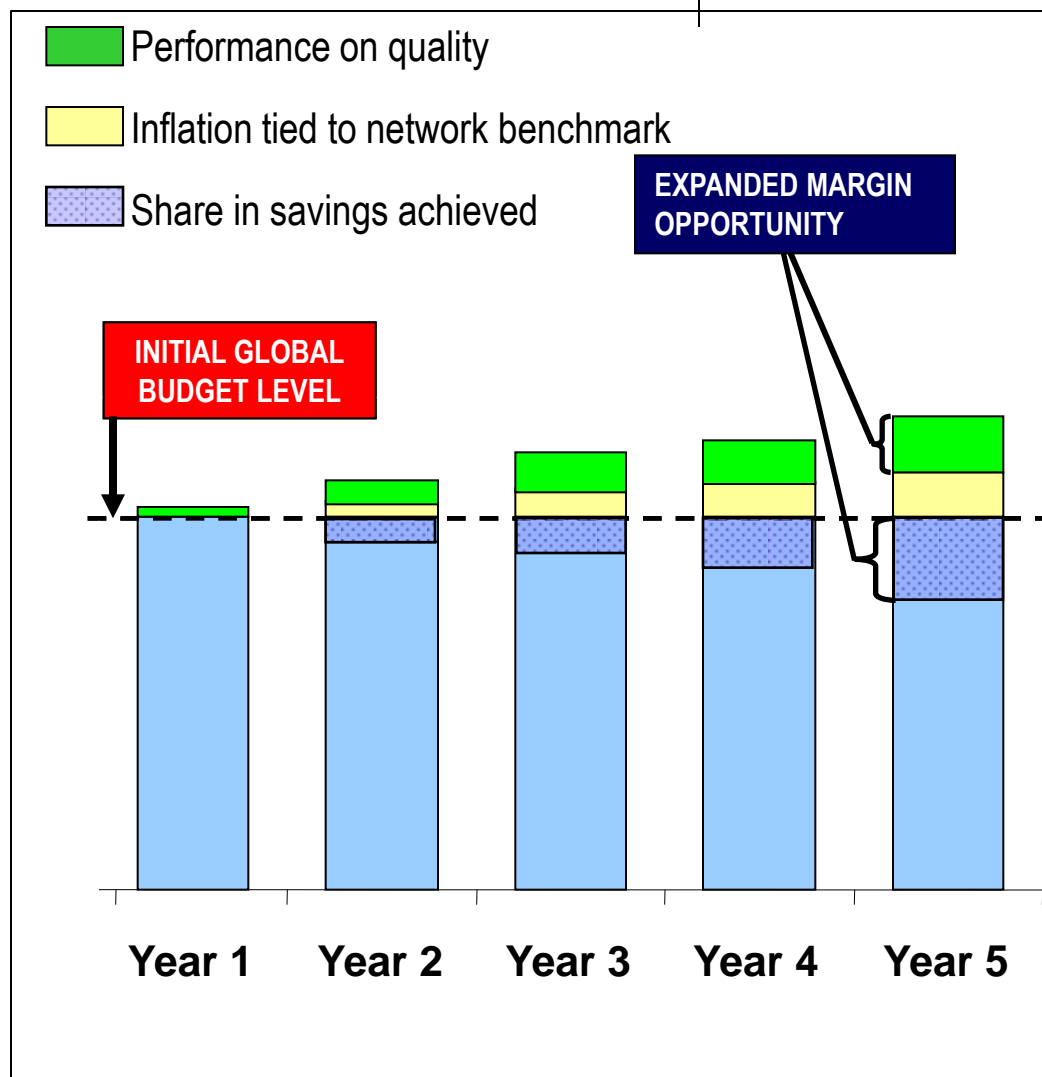 Performance on quality
Inflation tied to network benchmark
Share in savings achieved
EXPANDED MARGIN
OPPORTUNITY
INITIAL GLOBAL
BUDGET LEVEL
Year 1
Year 2
Year 3
Year 4
Year 5